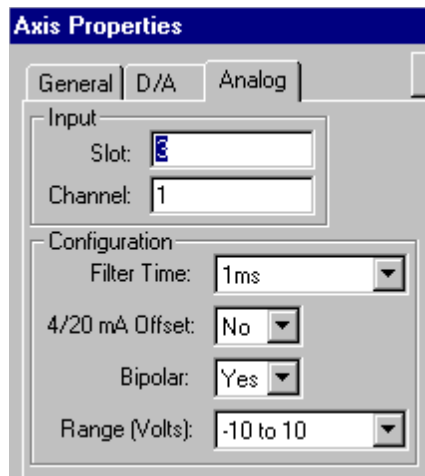 Axis Properties
General D/A Analog
Input
Slot: 3
Channel: 1
Configuration
Filter Time: 1ms
4/20 mA Offset: No
Bipolar: Yes
Range (Volts): -10 to 10